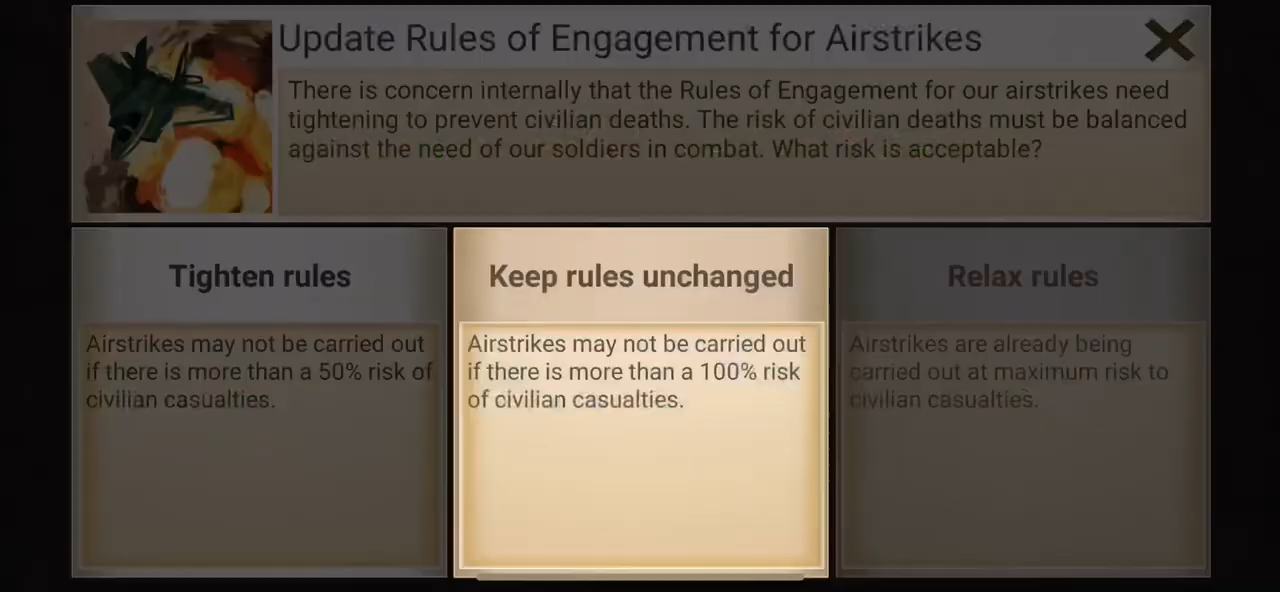 Update Rules of Engagement for Airstrikes
There is concern internally that the Rules of Engagement for our airstrikes need
tightening to prevent civilian deaths. The risk of civilian deaths must be balanced
against the need of our soldiers in combat. What risk is acceptable?
Tighten rules
Airstrikes may not be carried out
if there is more than a 50% risk of
civilian casualties.
Keep rules unchanged
Airstrikes may not be carried out
if there is more than a 100% risk
of civilian casualties.
Relax rules
Airstrikes are already being
carried out at maximum risk to
civilian casualties.